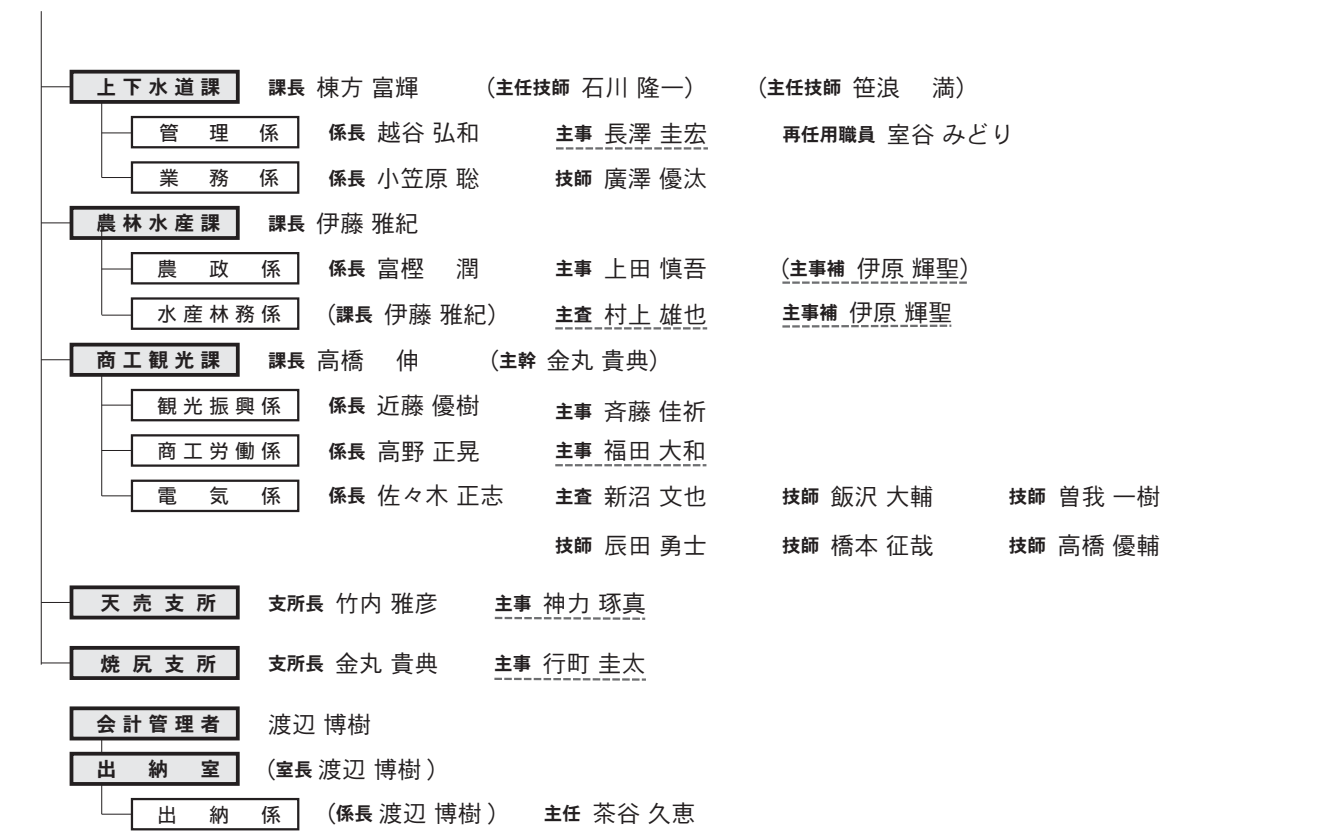 上下水道課 課長 棟方 富輝 （主任技師 石川 隆一） （主任技師 笹浪　満）
管理係 係長 越谷 弘和 主事 長澤 圭宏 再任用職員 室谷 みどり
業務係 係長 小笠原 聡 技師 廣澤 優汰
農林水産課 課長 伊藤 雅紀
農政係 係長 富樫　潤 主事 上田 慎吾 (主事補 伊原 輝聖)
水産林務係 （課長 伊藤 雅紀） 主査 村上 雄也 主事補 伊原 輝聖
商工観光課 課長 高橋　伸 （主幹 金丸 貴典）
観光振興係 係長 近藤 優樹 主事 斉藤 佳祈
商工労働係 係長 高野 正晃 主事 福田 大和
電気係 係長 佐々木 正志 主査 新沼 文也 技師 飯沢 大輔 技師 曽我 一樹
技師 辰田 勇士 技師 橋本 征哉 技師 高橋 優輔
天売支所 支所長 竹内 雅彦 主事 神力 琢真
焼尻支所 支所長 金丸 貴典 主事 行町 圭太
会計管理者 渡辺 博樹
出納室 （室長 渡辺 博樹）
出納係 （係長 渡辺 博樹） 主任 茶谷 久恵